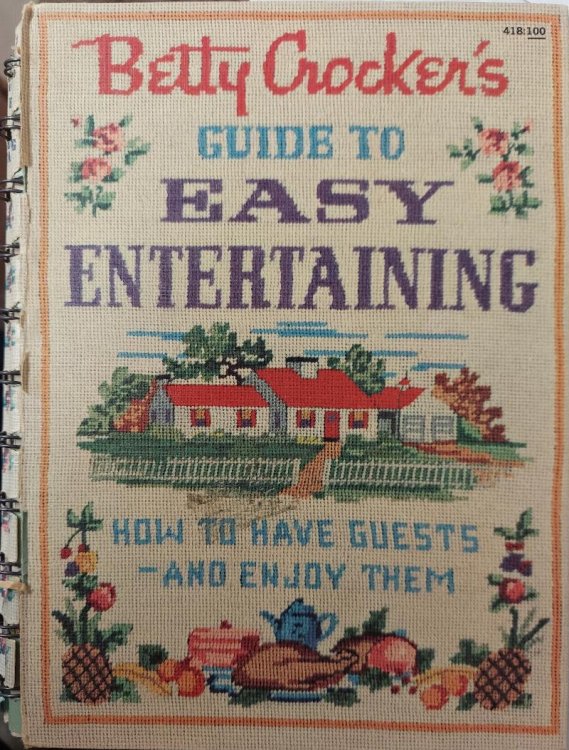 418:100
Betty Crocker's
GUIDE TO
EASY
ENTERTAINING
HOW TO HAVE GUESTS
—AND ENJOY THEM